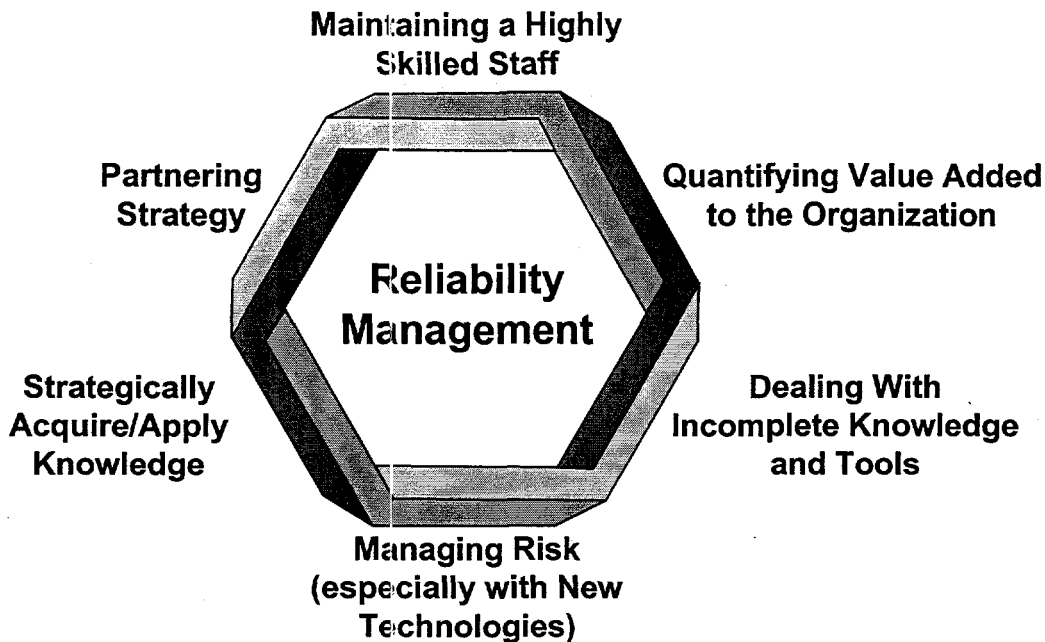 Maintaining a Highly
Skilled Staff
Partnering
Strategy
Quantifying Value Added
to the Organization
Reliability
Management
Strategically
Acquire/Apply
Knowledge
Dealing With
Incomplete Knowledge
and Tools
Managing Risk
(especially with New
Technologies)